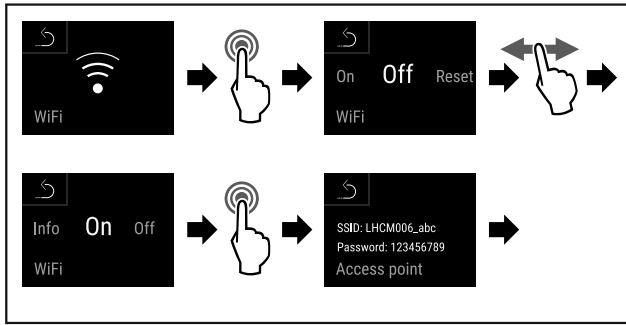 WiFi
On Off Reset
WiFi
Info On Off
WiFi
SSID: LHCM006_abc
Password: 123456789
Access point